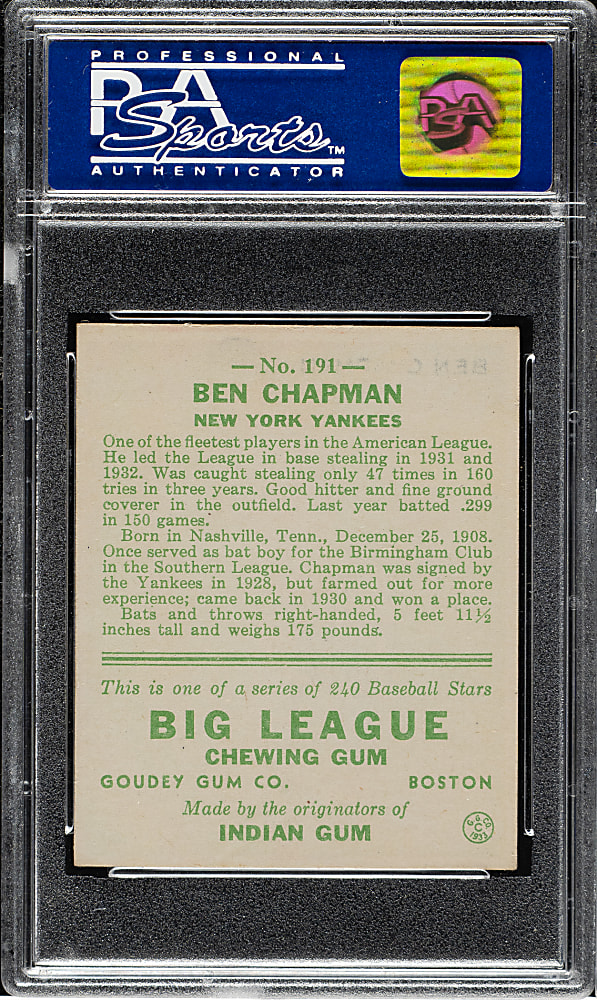 PROFESSIONAL
PSA
Sports™
AUTHENTICATOR
PSA
— No. 191 —
BEN CHAPMAN
NEW YORK YANKEES
One of the fleetest players in the American League.
He led the League in base stealing in 1931 and
1932. Was caught stealing only 47 times in 160
tries in three years. Good hitter and fine ground
coverer in the outfield. Last year batted .299
in 150 games.
Born in Nashville, Tenn., December 25, 1908.
Once served as bat boy for the Birmingham Club
in the Southern League. Chapman was signed by
the Yankees in 1928, but farmed out for more
experience; came back in 1930 and won a place.
Bats and throws right-handed, 5 feet 11½
inches tall and weighs 175 pounds.
This is one of a series of 240 Baseball Stars
BIG LEAGUE
CHEWING GUM
GOUDEY GUM CO. BOSTON
Made by the originators of
INDIAN GUM
G. G. CO.
C
1933